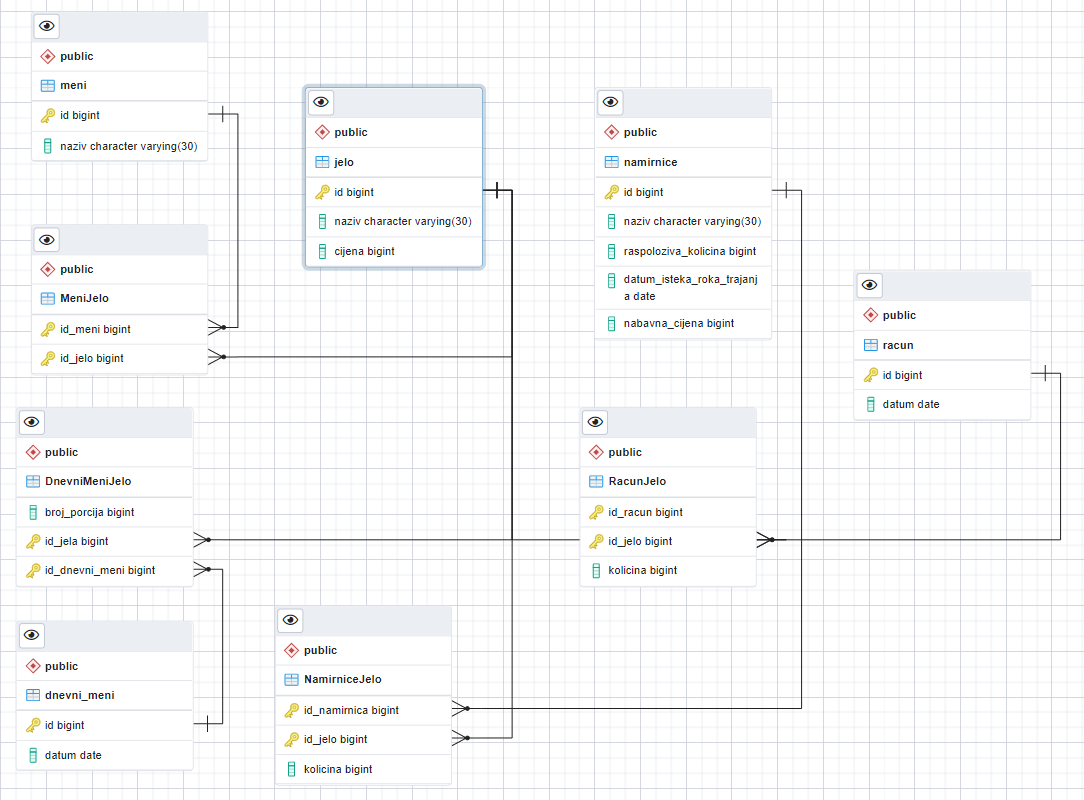 public
meni
id bigint
naziv character varying(30)
public
MeniJelo
id_meni bigint
id_jelo bigint
public
DnevniMeniJelo
broj_porcija bigint
id_jela bigint
id_dnevni_meni bigint
public
dnevni_meni
id bigint
datum date
public
jelo
id bigint
naziv character varying(30)
cijena bigint
public
NamirniceJelo
id_namirnica bigint
id_jelo bigint
kolicina bigint
public
namirnice
id bigint
naziv character varying(30)
raspoloziva_kolicina bigint
datum_isteka_roka_trajanj
a date
nabavna_cijena bigint
public
RacunJelo
id_racun bigint
id_jelo bigint
kolicina bigint
public
racun
id bigint
datum date